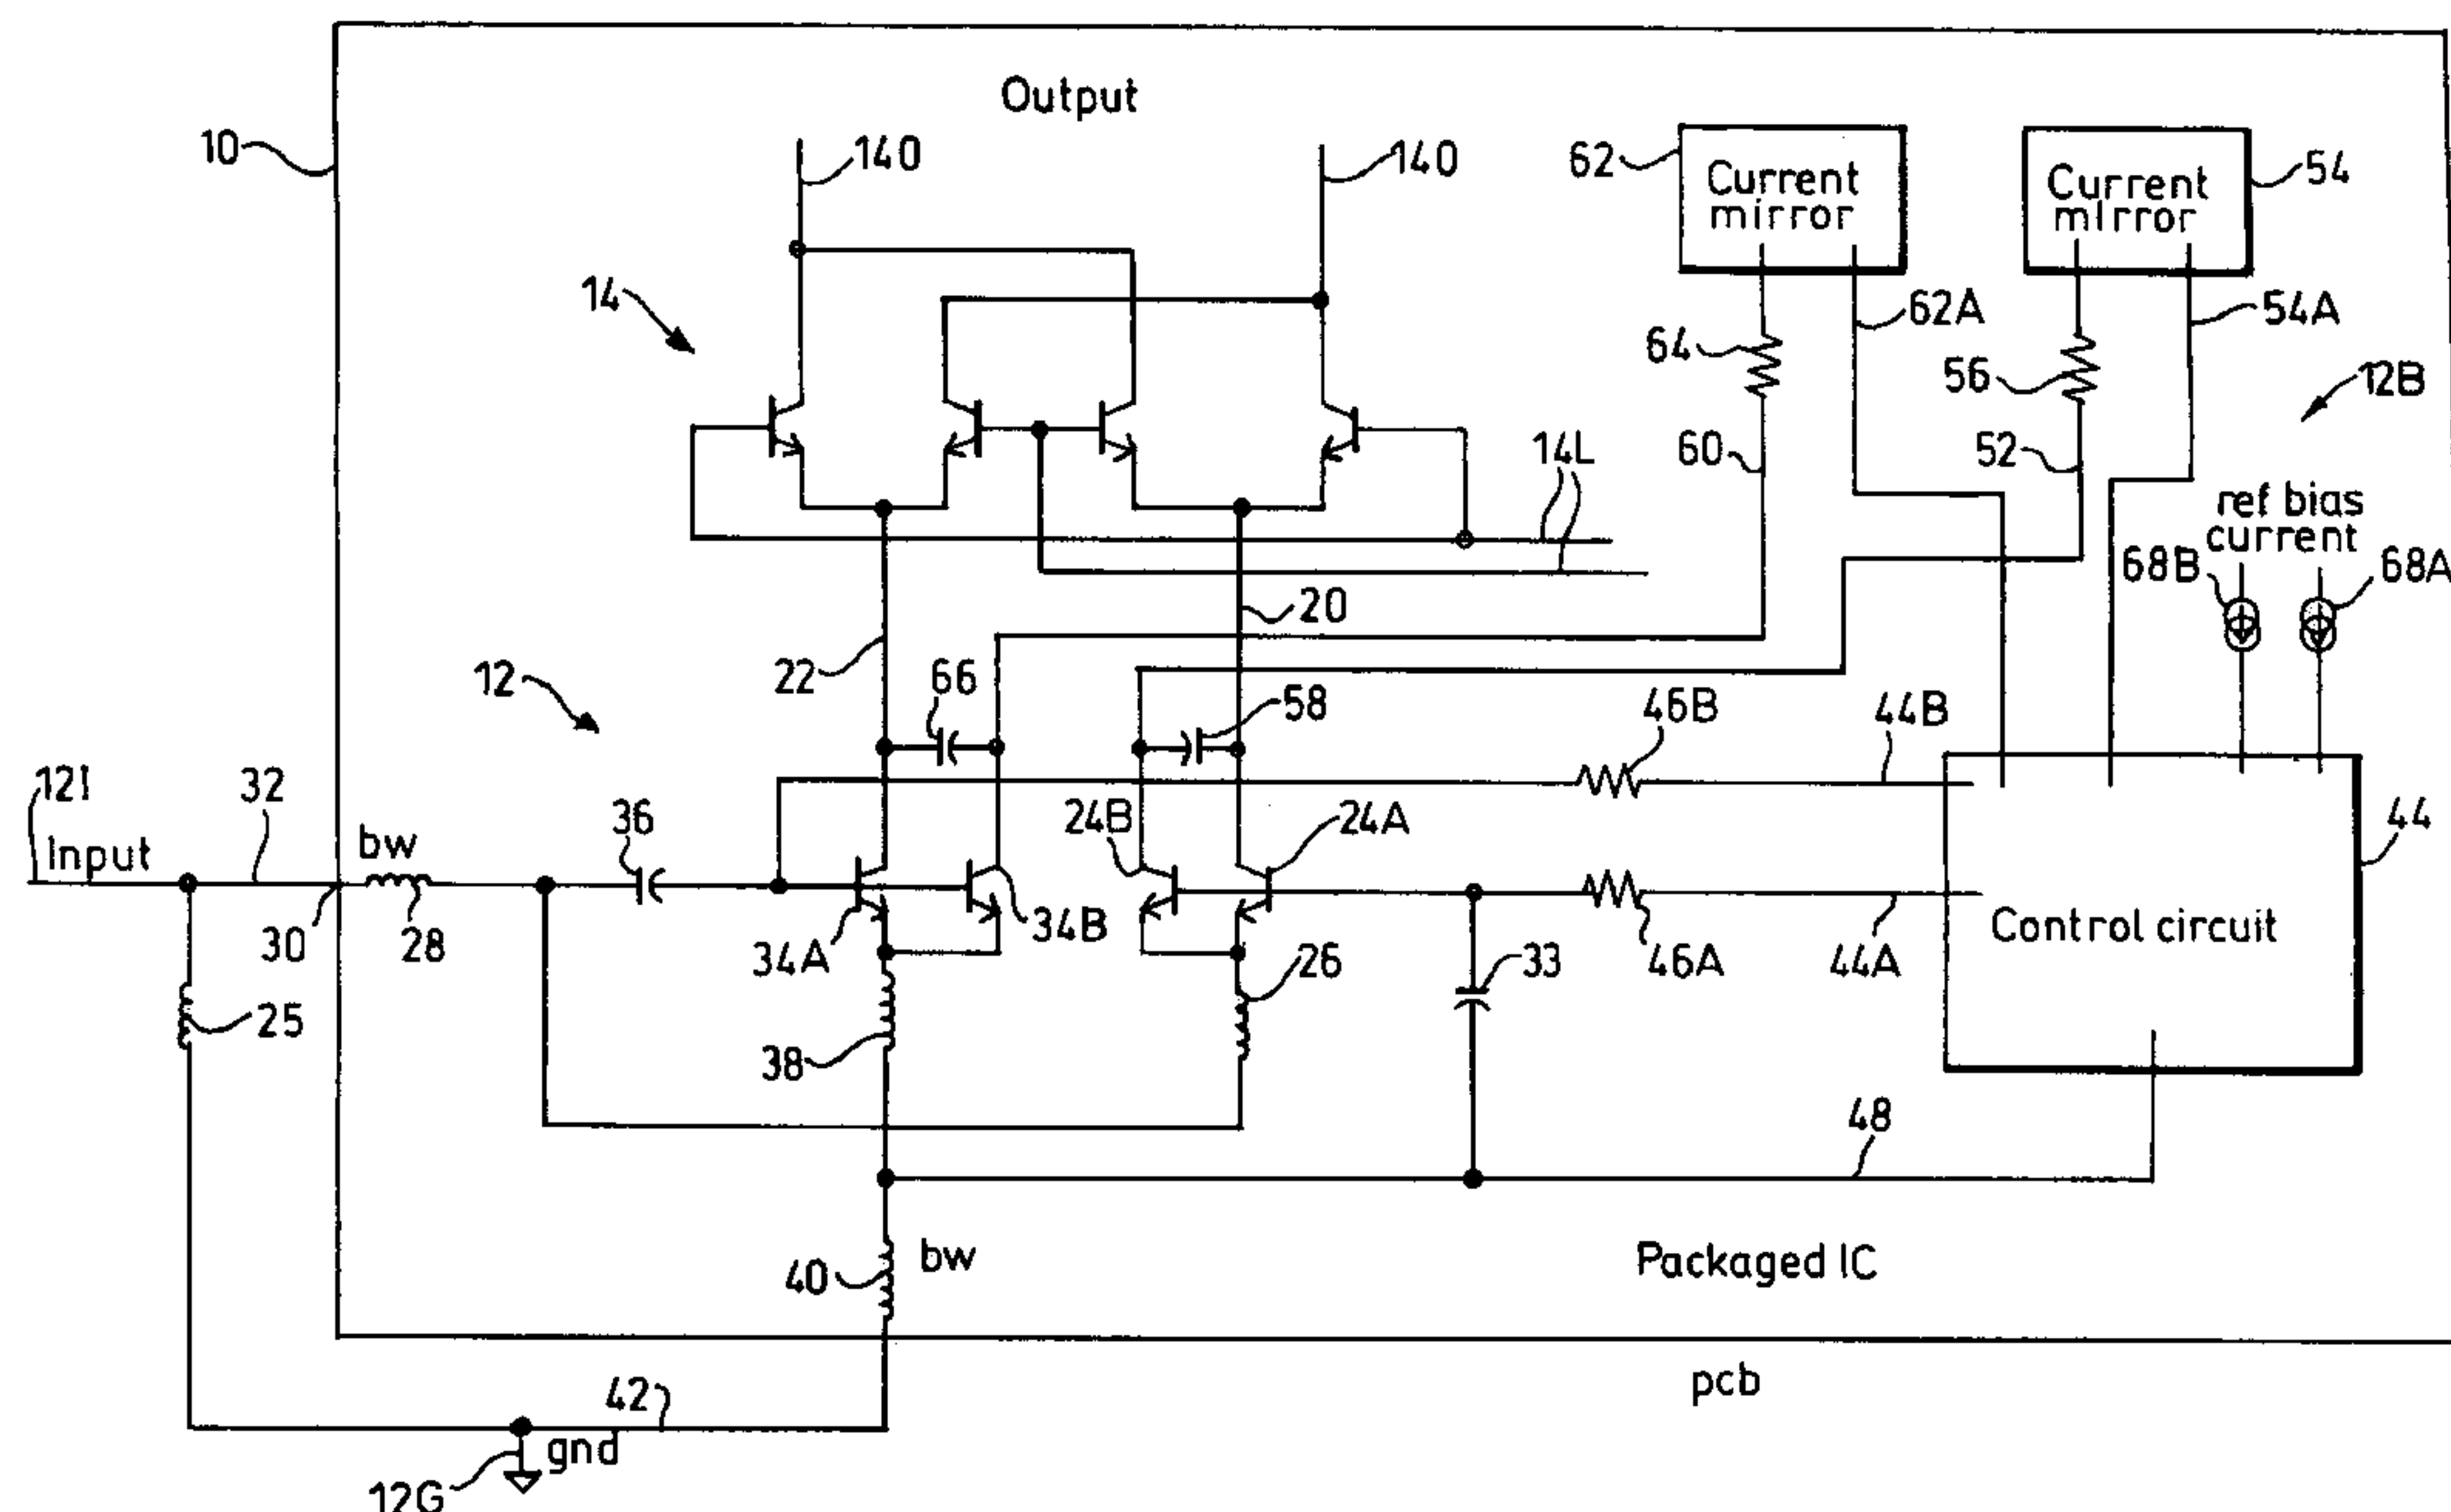 Output
10
140
140
62
Current
mirror
Current
mirror
54
14
62A
54A
64
56
12B
60
52
14L
ref bias
current
68B
68A
20
22
12
66
58
46B
44B
12I
32
36
24B
24A
44
Input
bw
30
28
34A
34B
26
33
46A
44A
Control circuit
25
38
48
40
bw
Packaged IC
pcb
42
gnd
12G